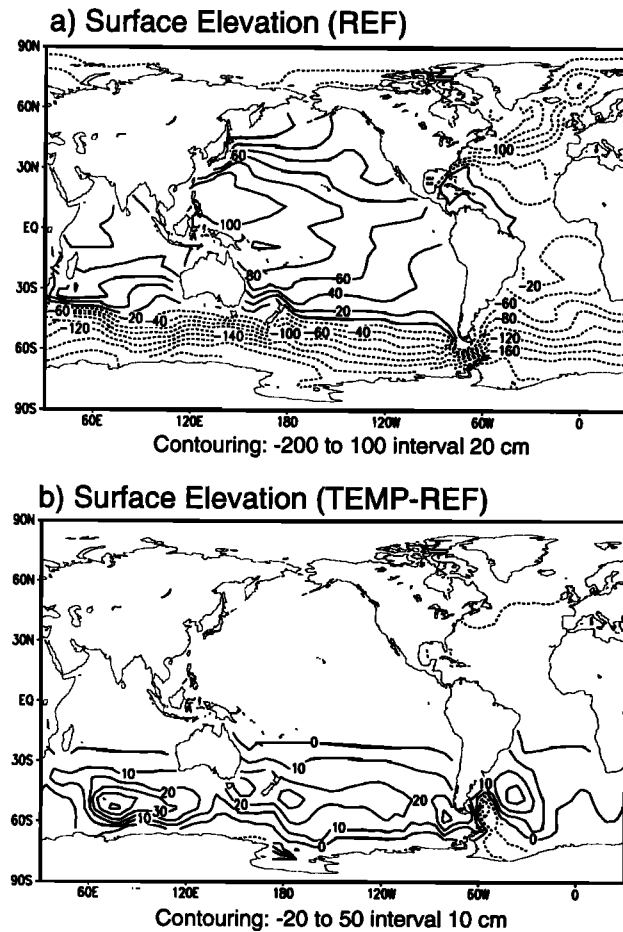 a) Surface Elevation (REF)
90N
60N
30N
EQ
30S
60S
90S
100
60
100
80
60
40
20
-20
-60
-80
-120
-160
-60
-120
-20
-40
-140
-100
-60
-40
60E
120E
180
120W
60W
0
Contouring: -200 to 100 interval 20 cm
b) Surface Elevation (TEMP-REF)
90N
60N
30N
EQ
30S
60S
90S
0
10
10
20
30
10
20
20
10
0
10
0
60E
120E
180
120W
60W
0
Contouring: -20 to 50 interval 10 cm